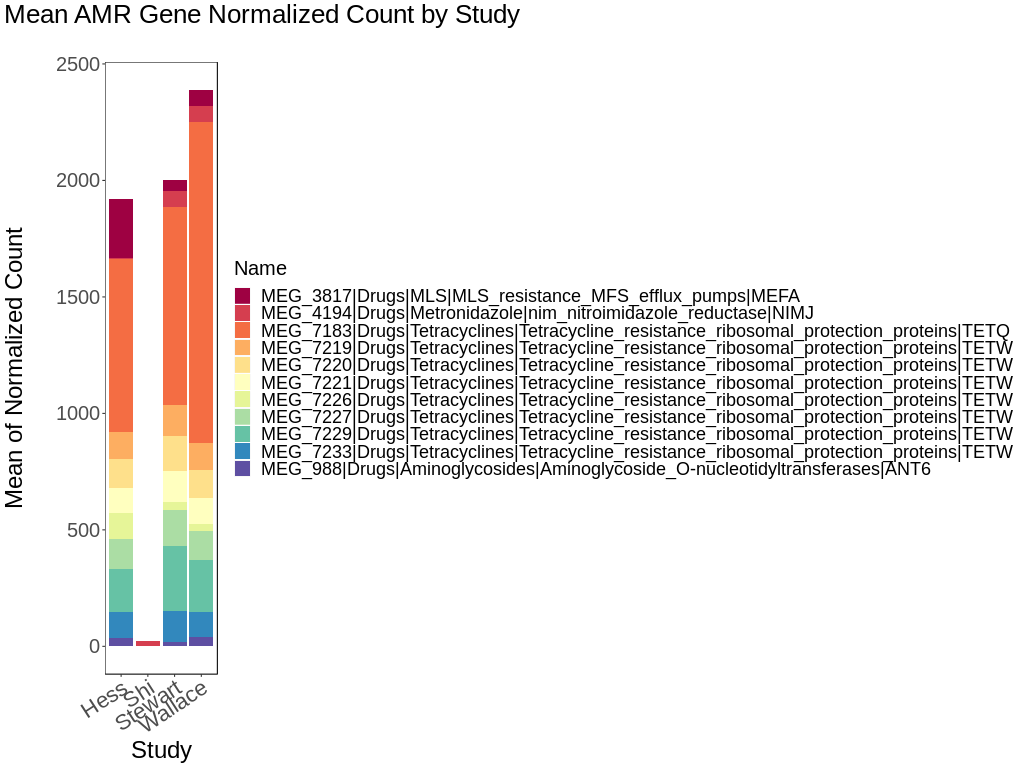 Mean AMR Gene Normalized Count by Study
Mean of Normalized Count
2500
2000
1500
1000
500
0
Hess
Shi
Stewart
Wallace
Study
Name
MEG_3817|Drugs|MLS|MLS_resistance_MFS_efflux_pumps|MEFA
MEG_4194|Drugs|Metronidazole|nim_nitroimidazole_reductase|NIMJ
MEG_7183|Drugs|Tetracyclines|Tetracycline_resistance_ribosomal_protection_proteins|TETQ
MEG_7219|Drugs|Tetracyclines|Tetracycline_resistance_ribosomal_protection_proteins|TETW
MEG_7220|Drugs|Tetracyclines|Tetracycline_resistance_ribosomal_protection_proteins|TETW
MEG_7221|Drugs|Tetracyclines|Tetracycline_resistance_ribosomal_protection_proteins|TETW
MEG_7226|Drugs|Tetracyclines|Tetracycline_resistance_ribosomal_protection_proteins|TETW
MEG_7227|Drugs|Tetracyclines|Tetracycline_resistance_ribosomal_protection_proteins|TETW
MEG_7229|Drugs|Tetracyclines|Tetracycline_resistance_ribosomal_protection_proteins|TETW
MEG_7233|Drugs|Tetracyclines|Tetracycline_resistance_ribosomal_protection_proteins|TETW
MEG_988|Drugs|Aminoglycosides|Aminoglycoside_O-nucleotidyltransferases|ANT6